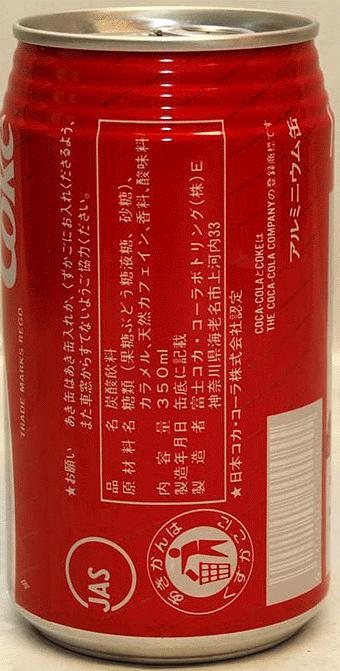 Coke
TRADE MARKS REGD
★お願い あき缶はあき缶入れか、くずかごにお入れくださるよう、
また車窓からすてないようご協力ください。
品名 炭酸飲料
原材料名 糖類(果糖ぶどう糖液糖、砂糖)、
カラメル、天然カフェイン、香料、酸味料
内容量 350ml
製造年月日 缶底に記載
製造者 富士コカ・コーラボトリング(株)E
神奈川県海老名市上河内33
★日本コカ・コーラ株式会社認定
COCA-COLAとCOKEは
THE COCA-COLA COMPANYの登録商標です
アルミニウム缶
JAS
あきかんは
くずかごに